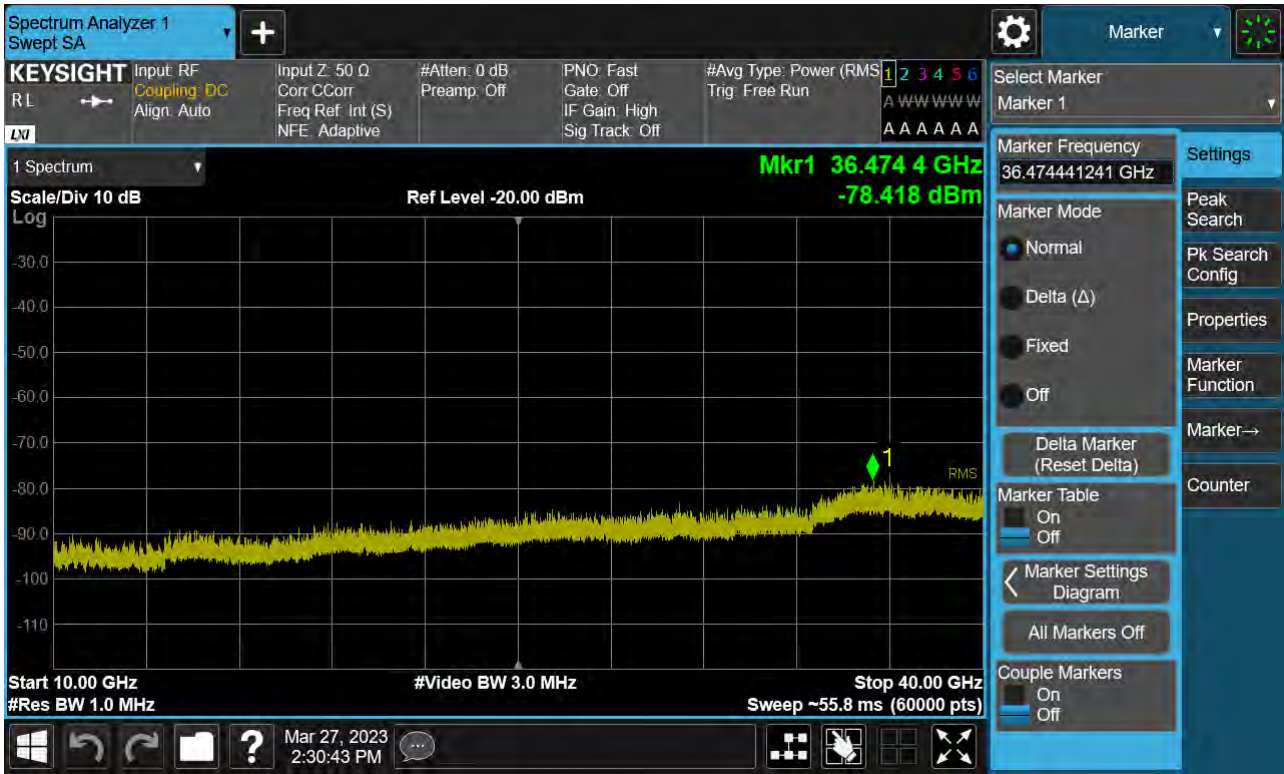 Spectrum Analyzer 1
Swept SA
+
Marker
KEYSIGHT
RL
LXI
Input: RF
Coupling: DC
Align: Auto
Input Z: 50 Ω
Corr CCorr
Freq Ref: Int (S)
NFE: Adaptive
#Atten: 0 dB
Preamp: Off
PNO: Fast
Gate: Off
IF Gain: High
Sig Track: Off
#Avg Type: Power (RMS
Trig: Free Run
1 2 3 4 5 6
A W W W W W
A A A A A A
Select Marker
Marker 1
1 Spectrum
Scale/Div 10 dB
Ref Level -20.00 dBm
Mkr1 36.474 4 GHz
-78.418 dBm
Log
-30.0
-40.0
-50.0
-60.0
-70.0
-80.0
-90.0
-100
-110
1
RMS
Start 10.00 GHz
#Video BW 3.0 MHz
Stop 40.00 GHz
#Res BW 1.0 MHz
Sweep ~55.8 ms (60000 pts)
Marker Frequency
36.474441241 GHz
Marker Mode
Normal
Delta (Δ)
Fixed
Off
Delta Marker
(Reset Delta)
Marker Table
On
Off
Marker Settings
Diagram
All Markers Off
Couple Markers
On
Off
Settings
Peak
Search
Pk Search
Config
Properties
Marker
Function
Marker→
Counter
?
Mar 27, 2023
2:30:43 PM